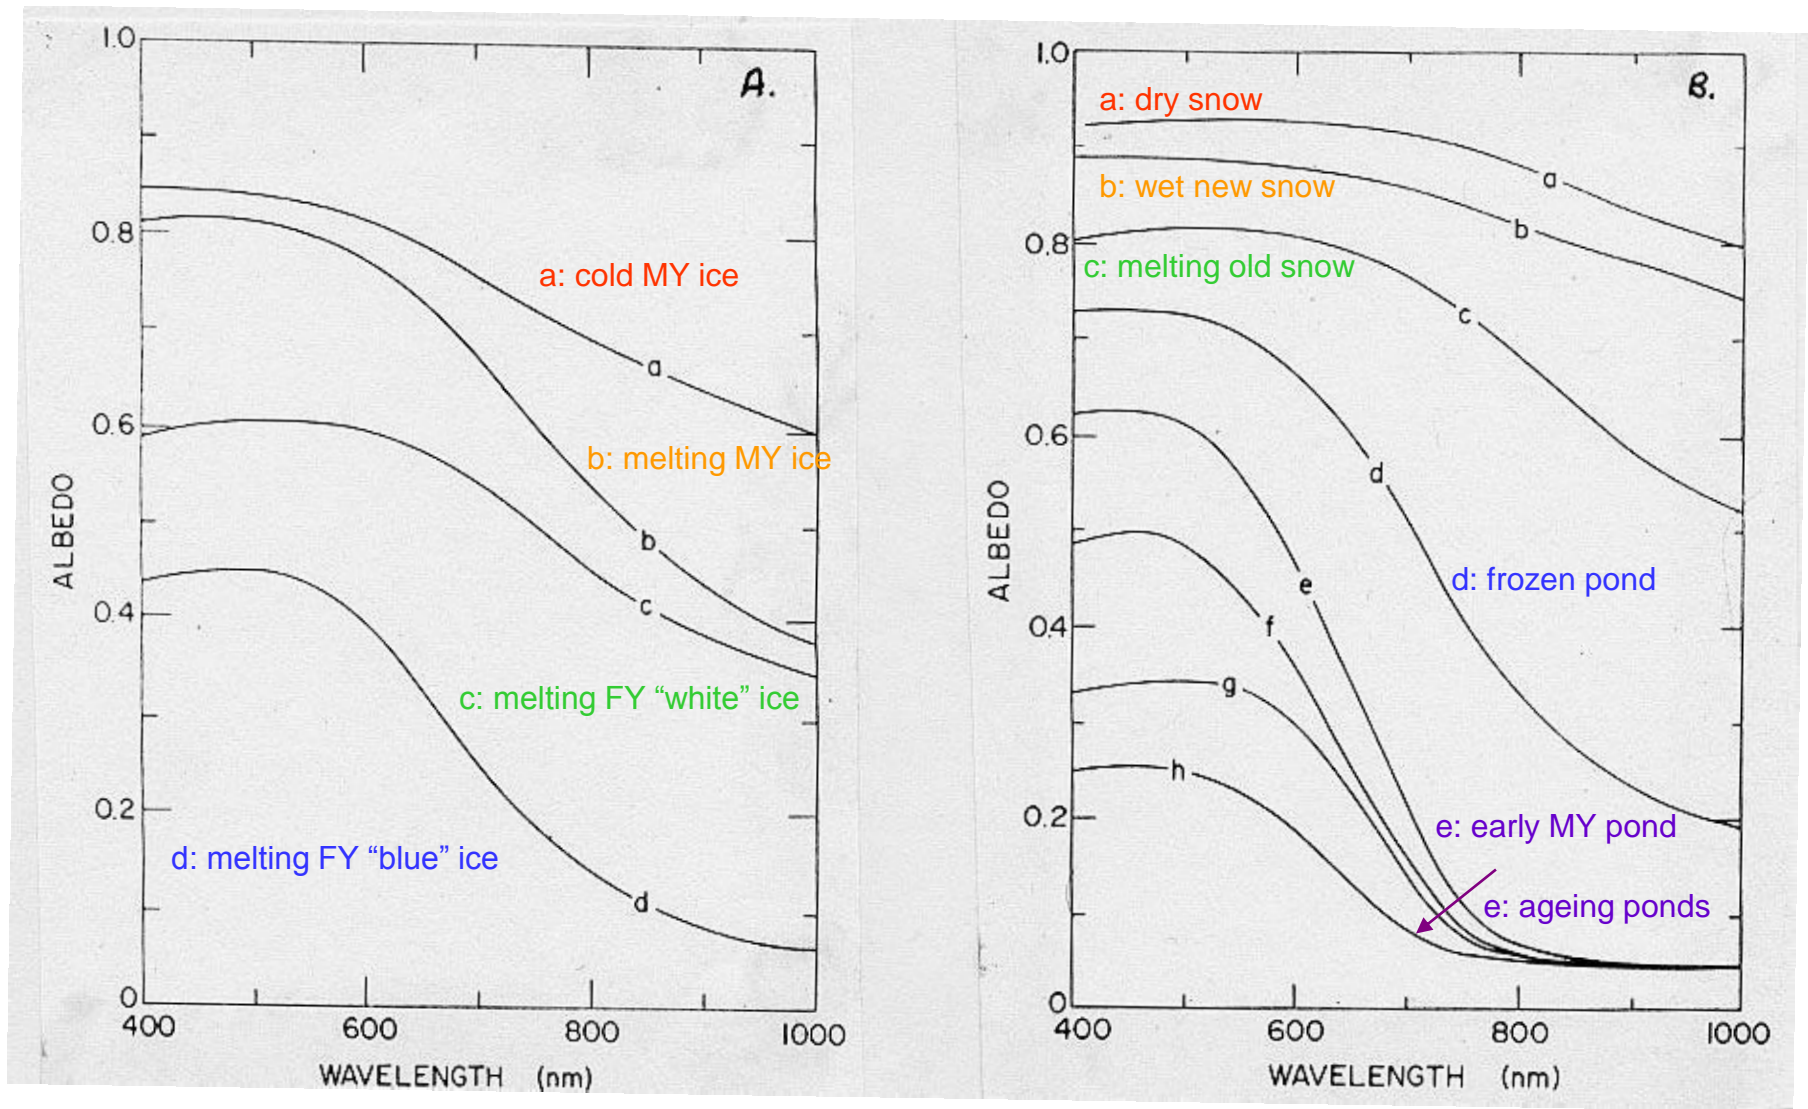 A.
1.0
0.8
0.6
0.4
0.2
0
ALBEDO
a: cold MY ice
a
b: melting MY ice
b
c
c: melting FY “white” ice
d: melting FY “blue” ice
d
400 600 800 1000
WAVELENGTH (nm)
B.
1.0
0.8
0.6
0.4
0.2
0
ALBEDO
a: dry snow
a
b: wet new snow
b
c: melting old snow
c
d
d: frozen pond
e
f
g
h
e: early MY pond
e: ageing ponds
400 600 800 1000
WAVELENGTH (nm)